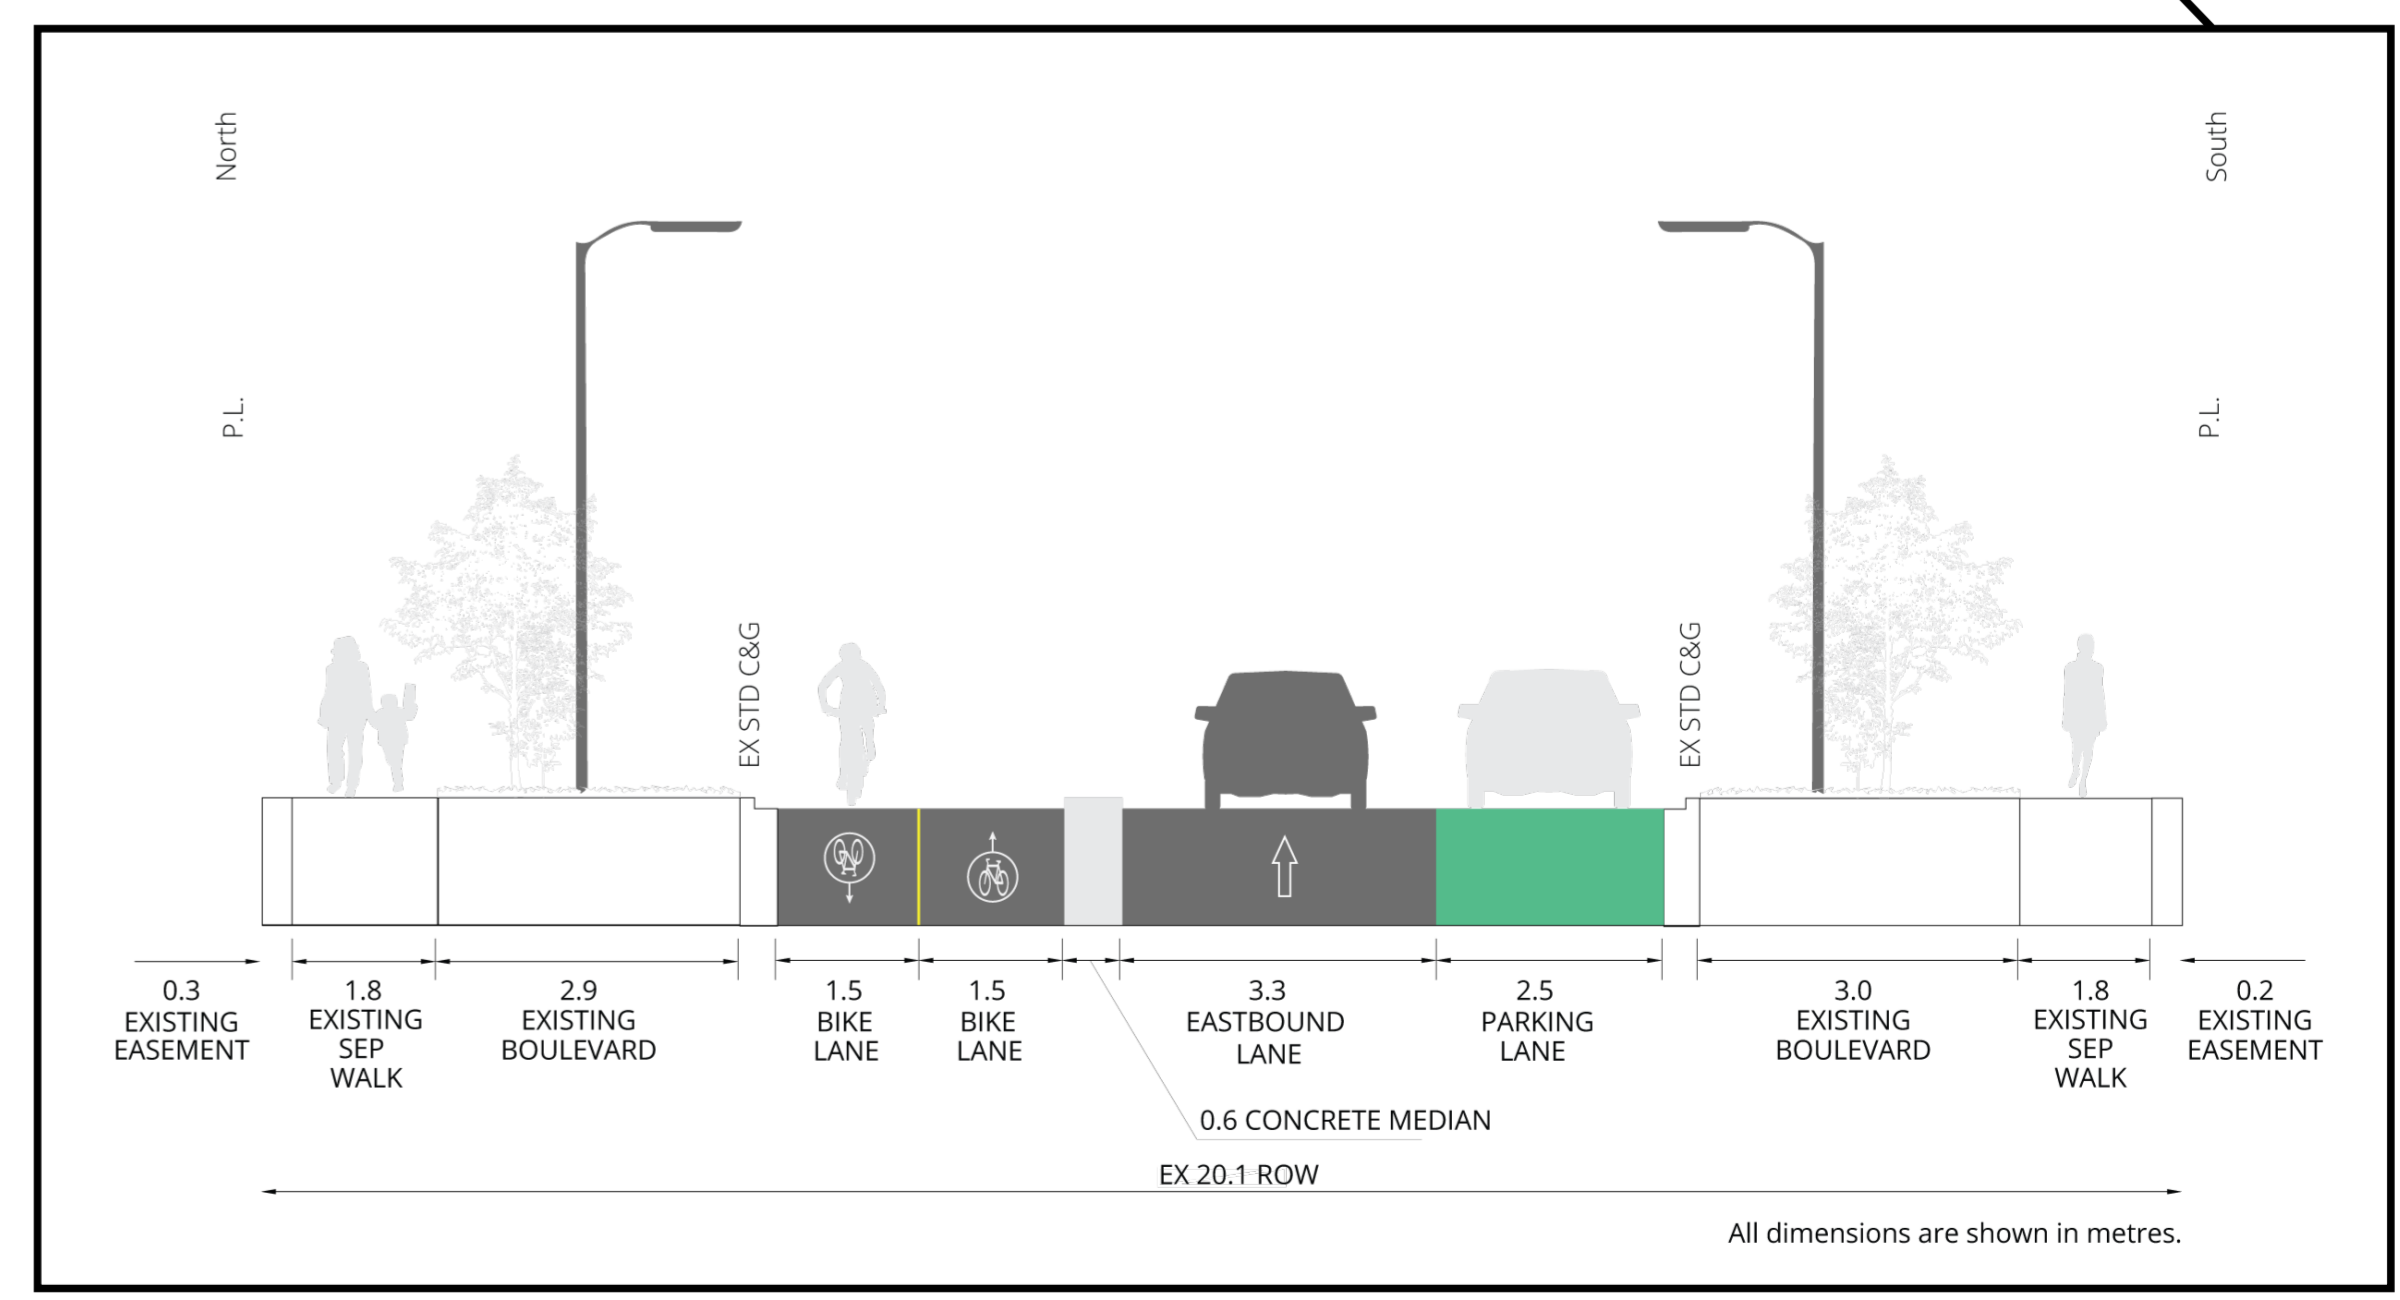 North
South
P.L.
P.L.
EX STD C&G
EX STD C&G
0.3
EXISTING
EASEMENT
1.8
EXISTING
SEP
WALK
2.9
EXISTING
BOULEVARD
1.5
BIKE
LANE
1.5
BIKE
LANE
3.3
EASTBOUND
LANE
2.5
PARKING
LANE
3.0
EXISTING
BOULEVARD
1.8
EXISTING
SEP
WALK
0.2
EXISTING
EASEMENT
0.6 CONCRETE MEDIAN
EX 20.1 ROW
All dimensions are shown in metres.